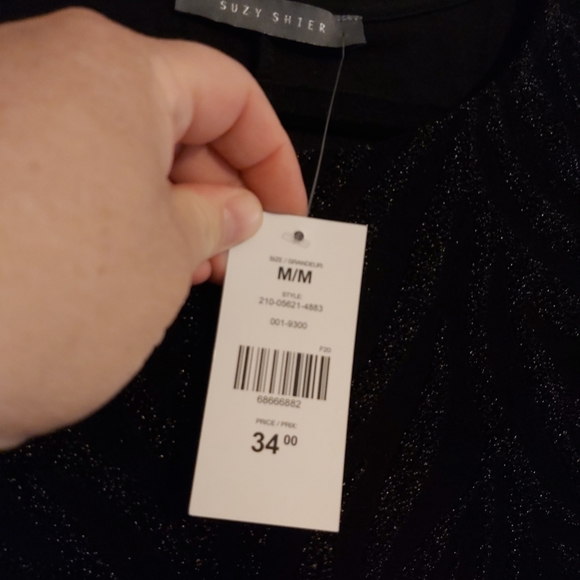 SUZY SHIER
SIZE / GRANDEUR:
M/M
STYLE:
210-05621-4883
001-9300
F20
68666882
PRICE / PRIX:
34 00